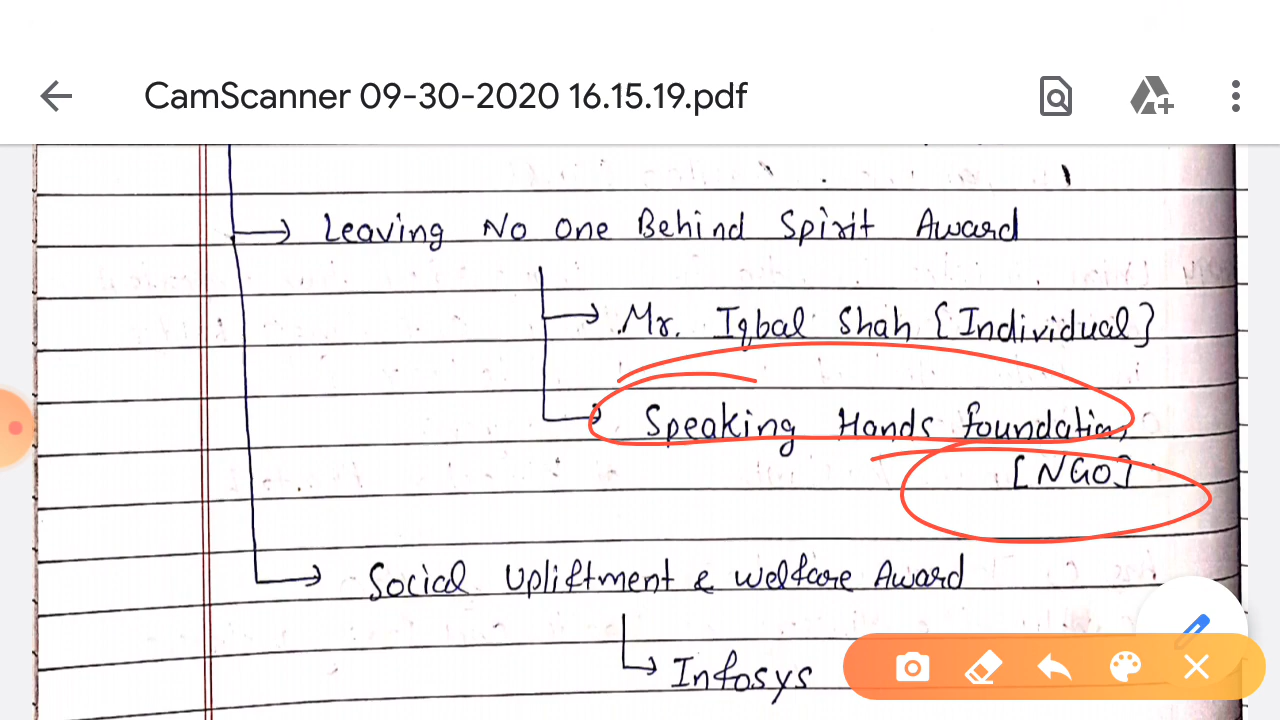 CamScanner 09-30-2020 16.15.19.pdf
Leaving No One Behind Spirit Award
Mr. Iqbal Shah [Individual]
Speaking Hands foundation,
[NGO]
Social Upliftment & Welfare Award
Infosys